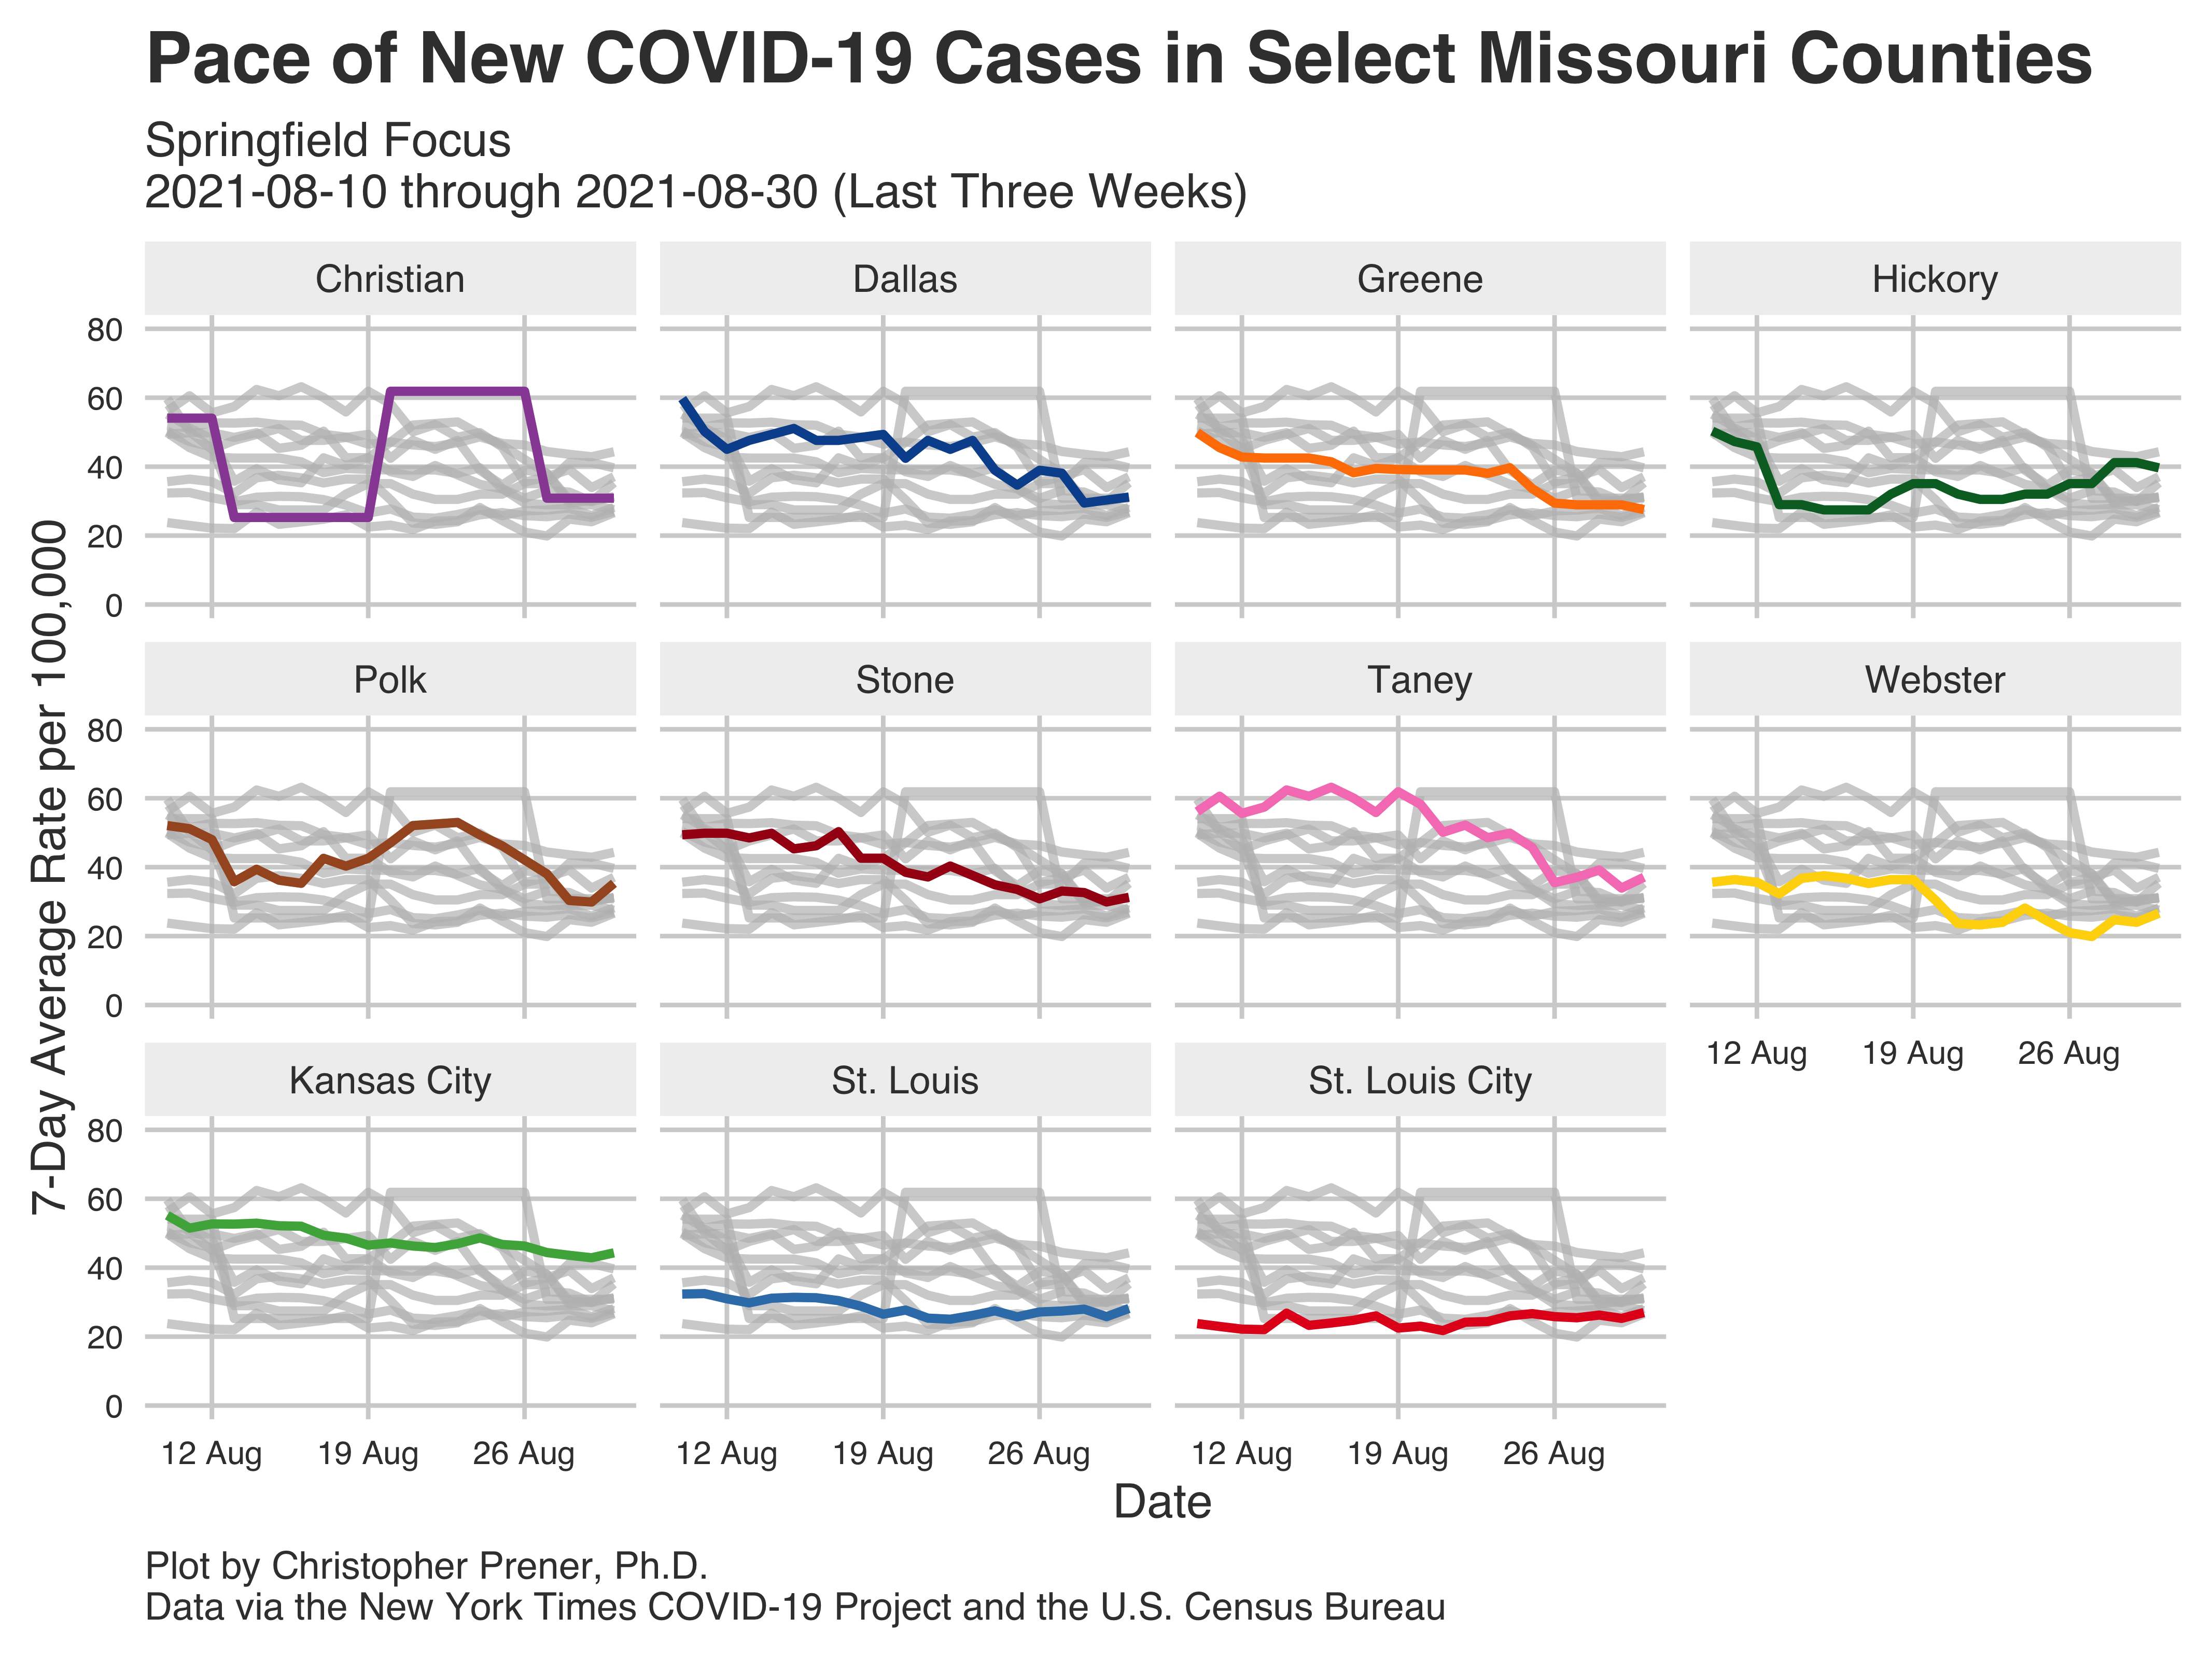 Pace of New COVID-19 Cases in Select Missouri Counties
Springfield Focus
2021-08-10 through 2021-08-30 (Last Three Weeks)
7-Day Average Rate per 100,000
Christian
Dallas
Greene
Hickory
80
60
40
20
0
Polk
Stone
Taney
Webster
80
60
40
20
0
12 Aug
19 Aug
26 Aug
Kansas City
St. Louis
St. Louis City
80
60
40
20
0
12 Aug
19 Aug
26 Aug
12 Aug
19 Aug
26 Aug
12 Aug
19 Aug
26 Aug
Date
Plot by Christopher Prener, Ph.D.
Data via the New York Times COVID-19 Project and the U.S. Census Bureau